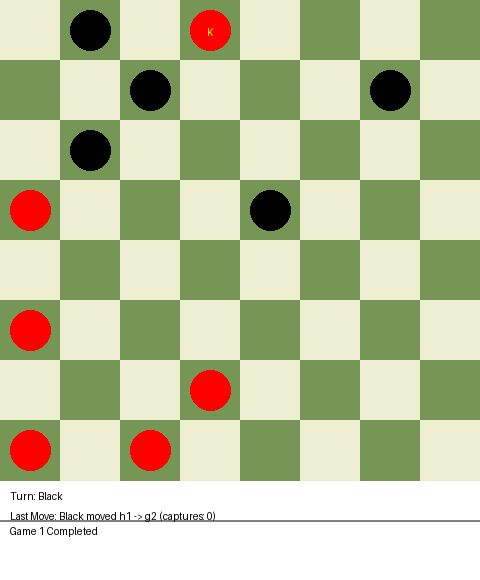 K
Turn: Black
Last Move: Black moved h1 -> g2 (captures: 0)
Game 1 Completed